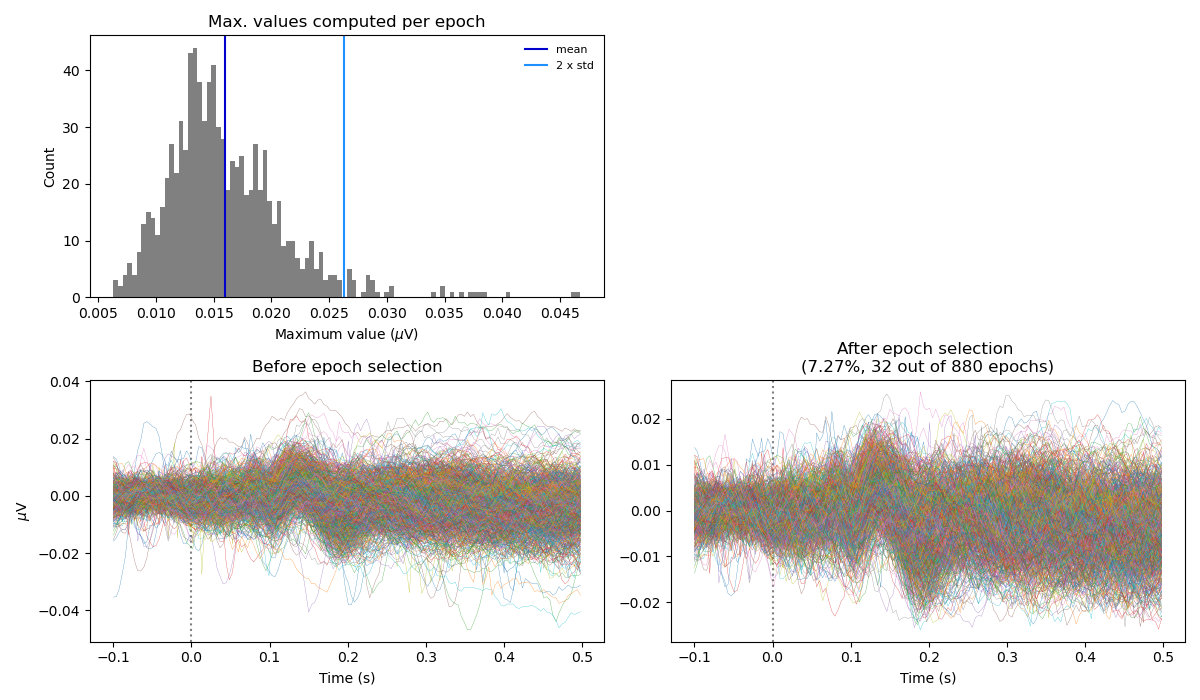 Max. values computed per epoch
mean
2 x std
Count
40
30
20
10
0
0.005 0.010 0.015 0.020 0.025 0.030 0.035 0.040 0.045
Maximum value (μV)
Before epoch selection
μV
0.04
0.02
0.00
−0.02
−0.04
−0.1 0.0 0.1 0.2 0.3 0.4 0.5
Time (s)
After epoch selection
(7.27%, 32 out of 880 epochs)
0.02
0.01
0.00
−0.01
−0.02
−0.1 0.0 0.1 0.2 0.3 0.4 0.5
Time (s)